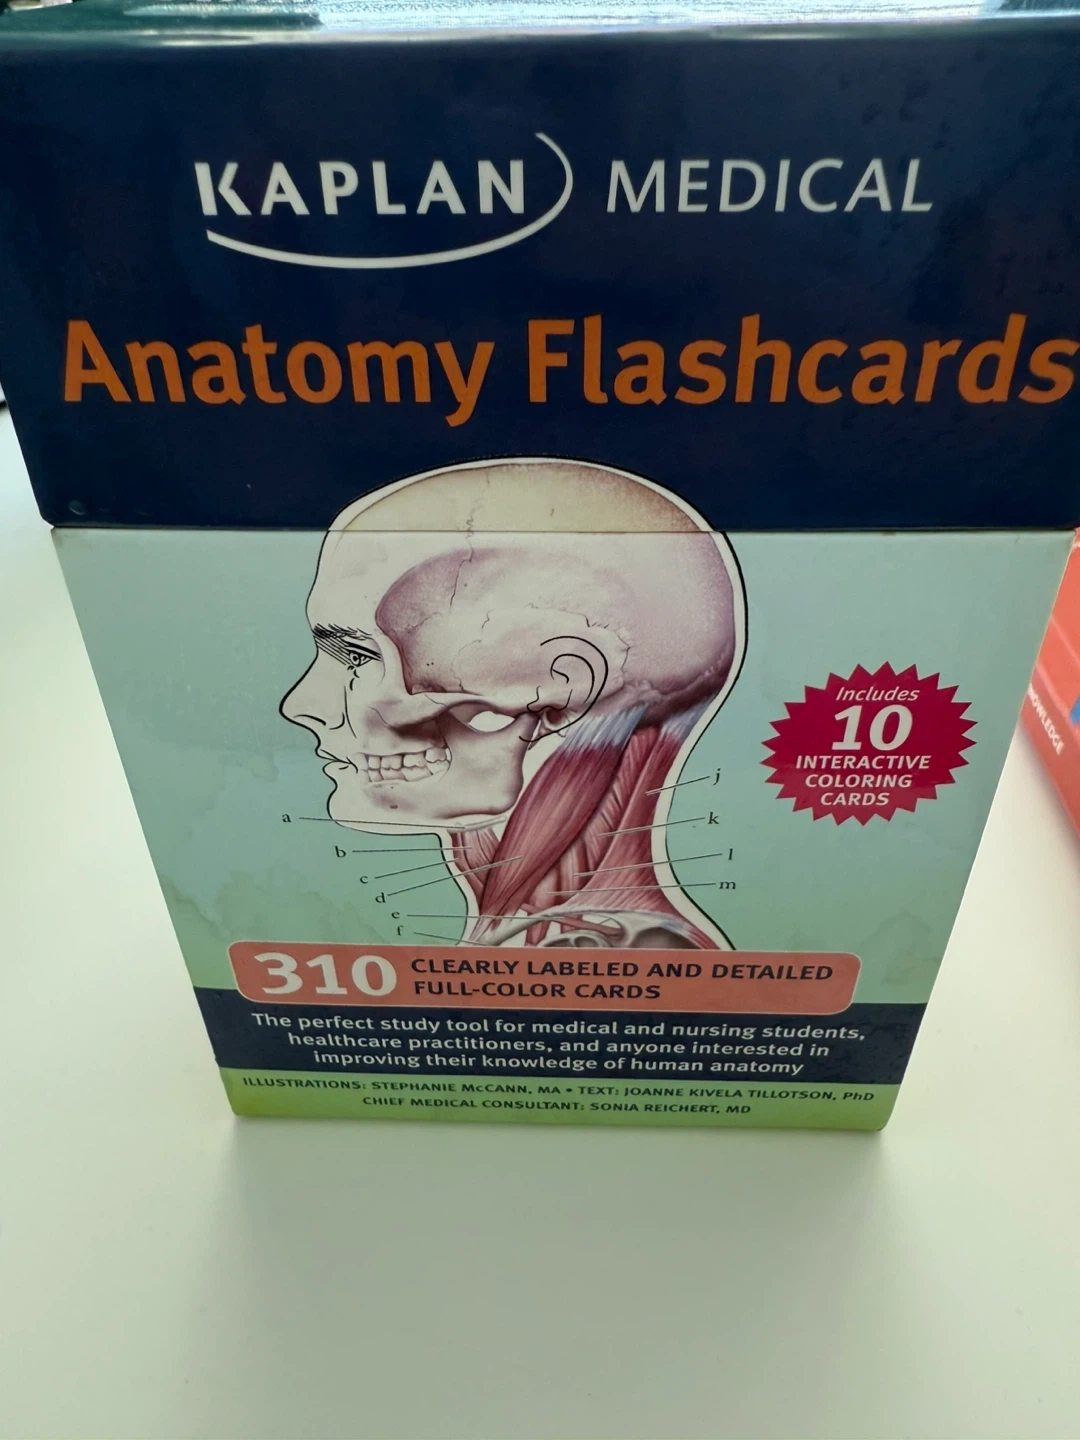 KAPLAN MEDICAL
Anatomy Flashcards
Includes
10
INTERACTIVE
COLORING
CARDS
a
b
c
d
e
f
j
k
l
m
310 CLEARLY LABELED AND DETAILED
FULL-COLOR CARDS
The perfect study tool for medical and nursing students,
healthcare practitioners, and anyone interested in
improving their knowledge of human anatomy
ILLUSTRATIONS: STEPHANIE McCANN, MA • TEXT: JOANNE KIVELA TILLOTSON, PhD
CHIEF MEDICAL CONSULTANT: SONIA REICHERT, MD